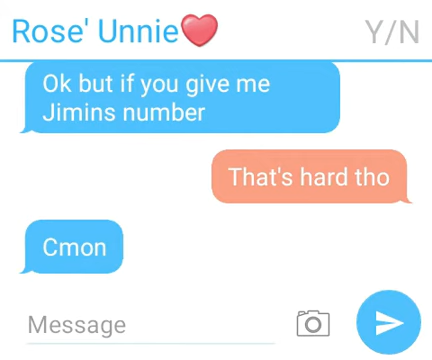 Rose' Unnie❤️ Y/N
Ok but if you give me
Jimins number
That's hard tho
Cmon
Message